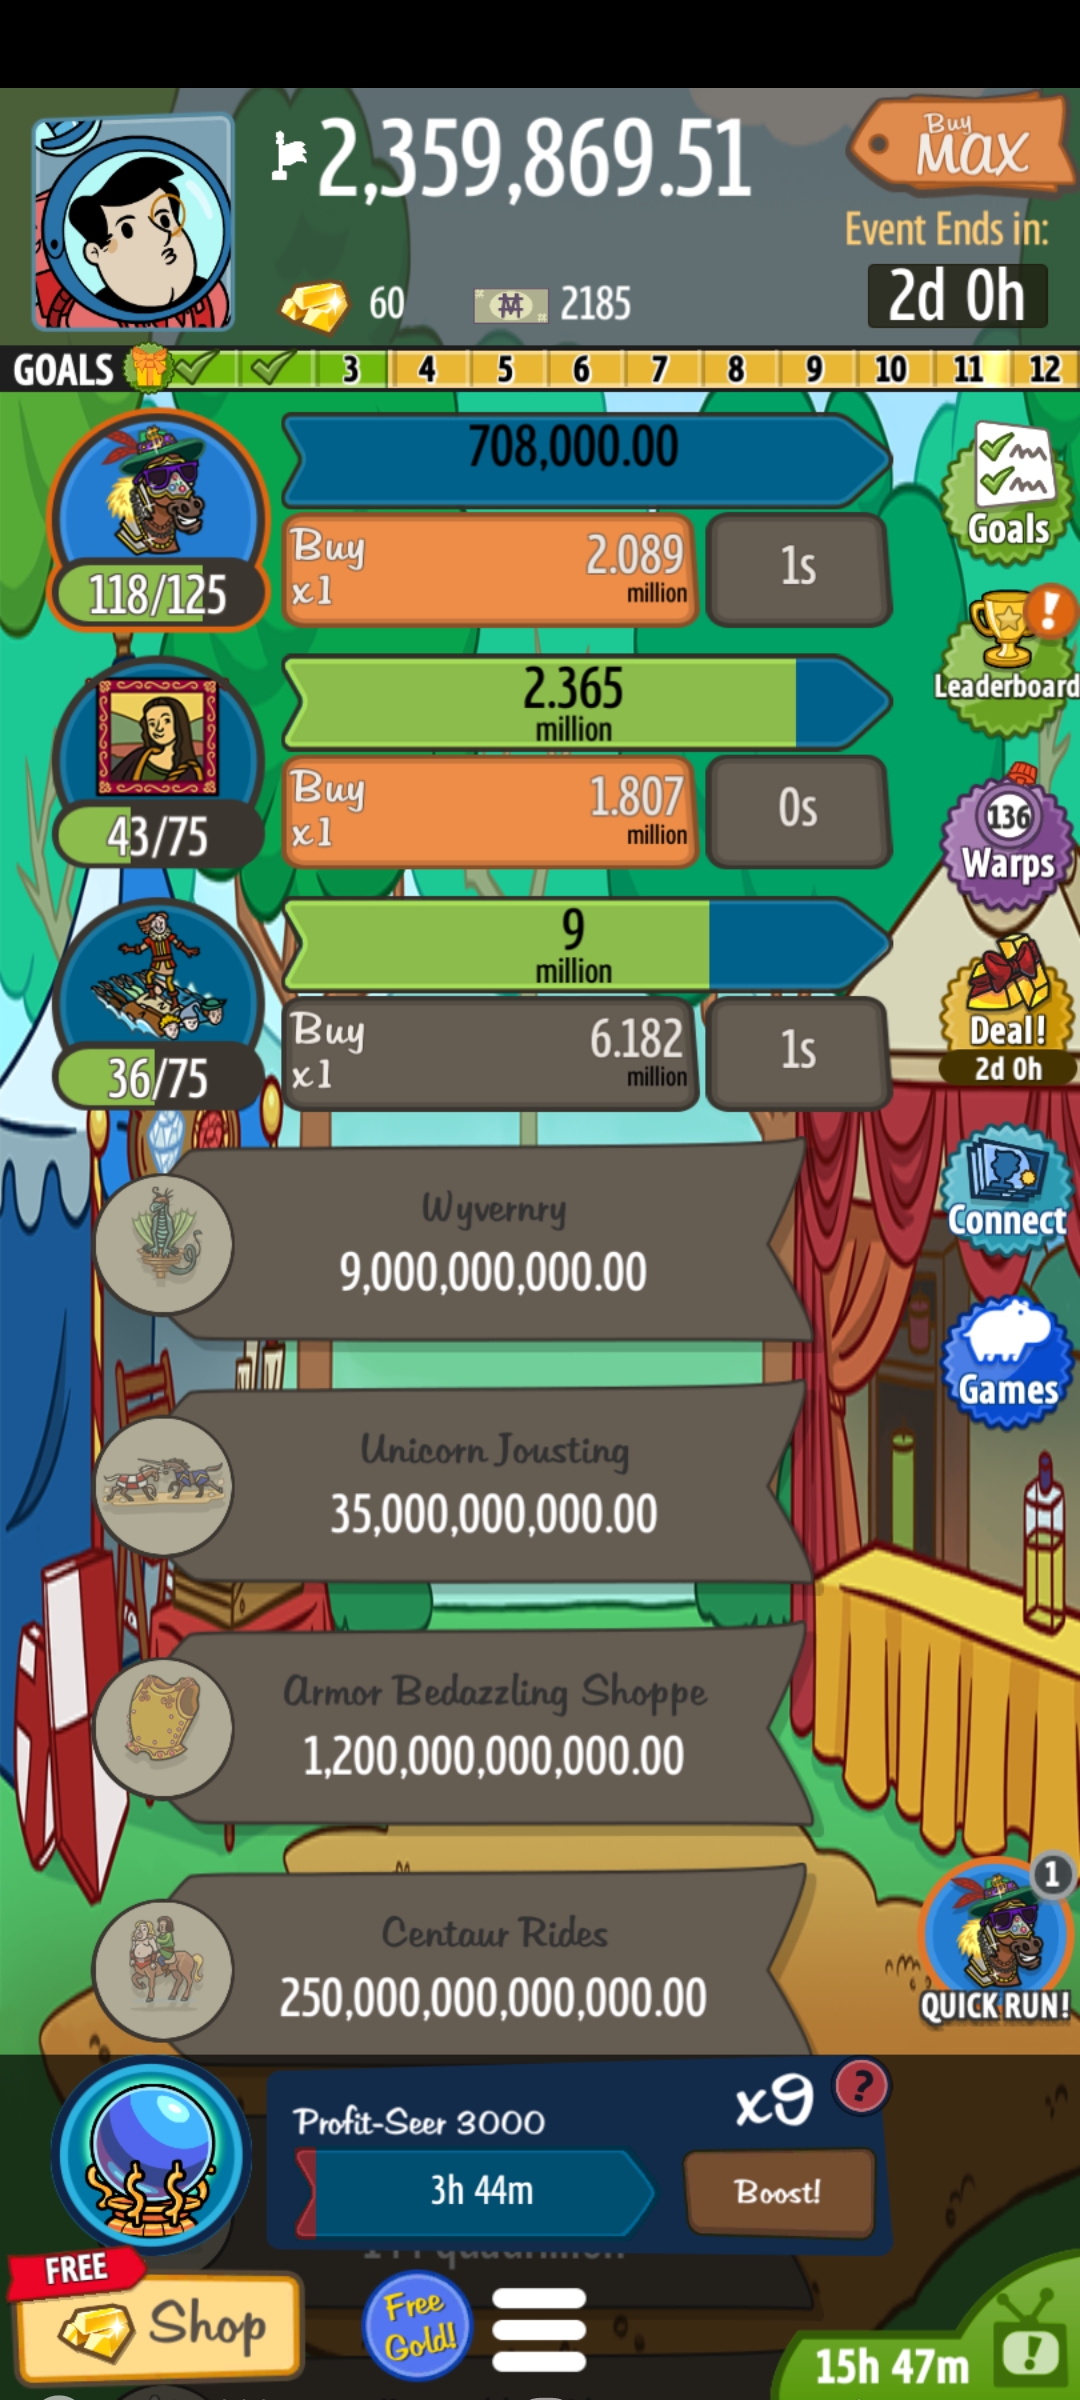 2,359,869.51
Buy
MAX
Event Ends in:
2d 0h
60
2185
GOALS 3 4 5 6 7 8 9 10 11 12
708,000.00
Buy
x1
2.089
million
1s
118/125
Goals
2.365
million
Buy
x1
1.807
million
0s
43/75
Leaderboard
9
million
Buy
x1
6.182
million
1s
36/75
136
Warps
Deal!
2d 0h
Wyvernry
9,000,000,000.00
Connect
Unicorn Jousting
35,000,000,000.00
Games
Armor Bedazzling Shoppe
1,200,000,000,000.00
Centaur Rides
250,000,000,000,000.00
1
QUICK RUN!
Profit-Seer 3000
x9
?
3h 44m
Boost!
FREE
Shop
Free
Gold!
15h 47m